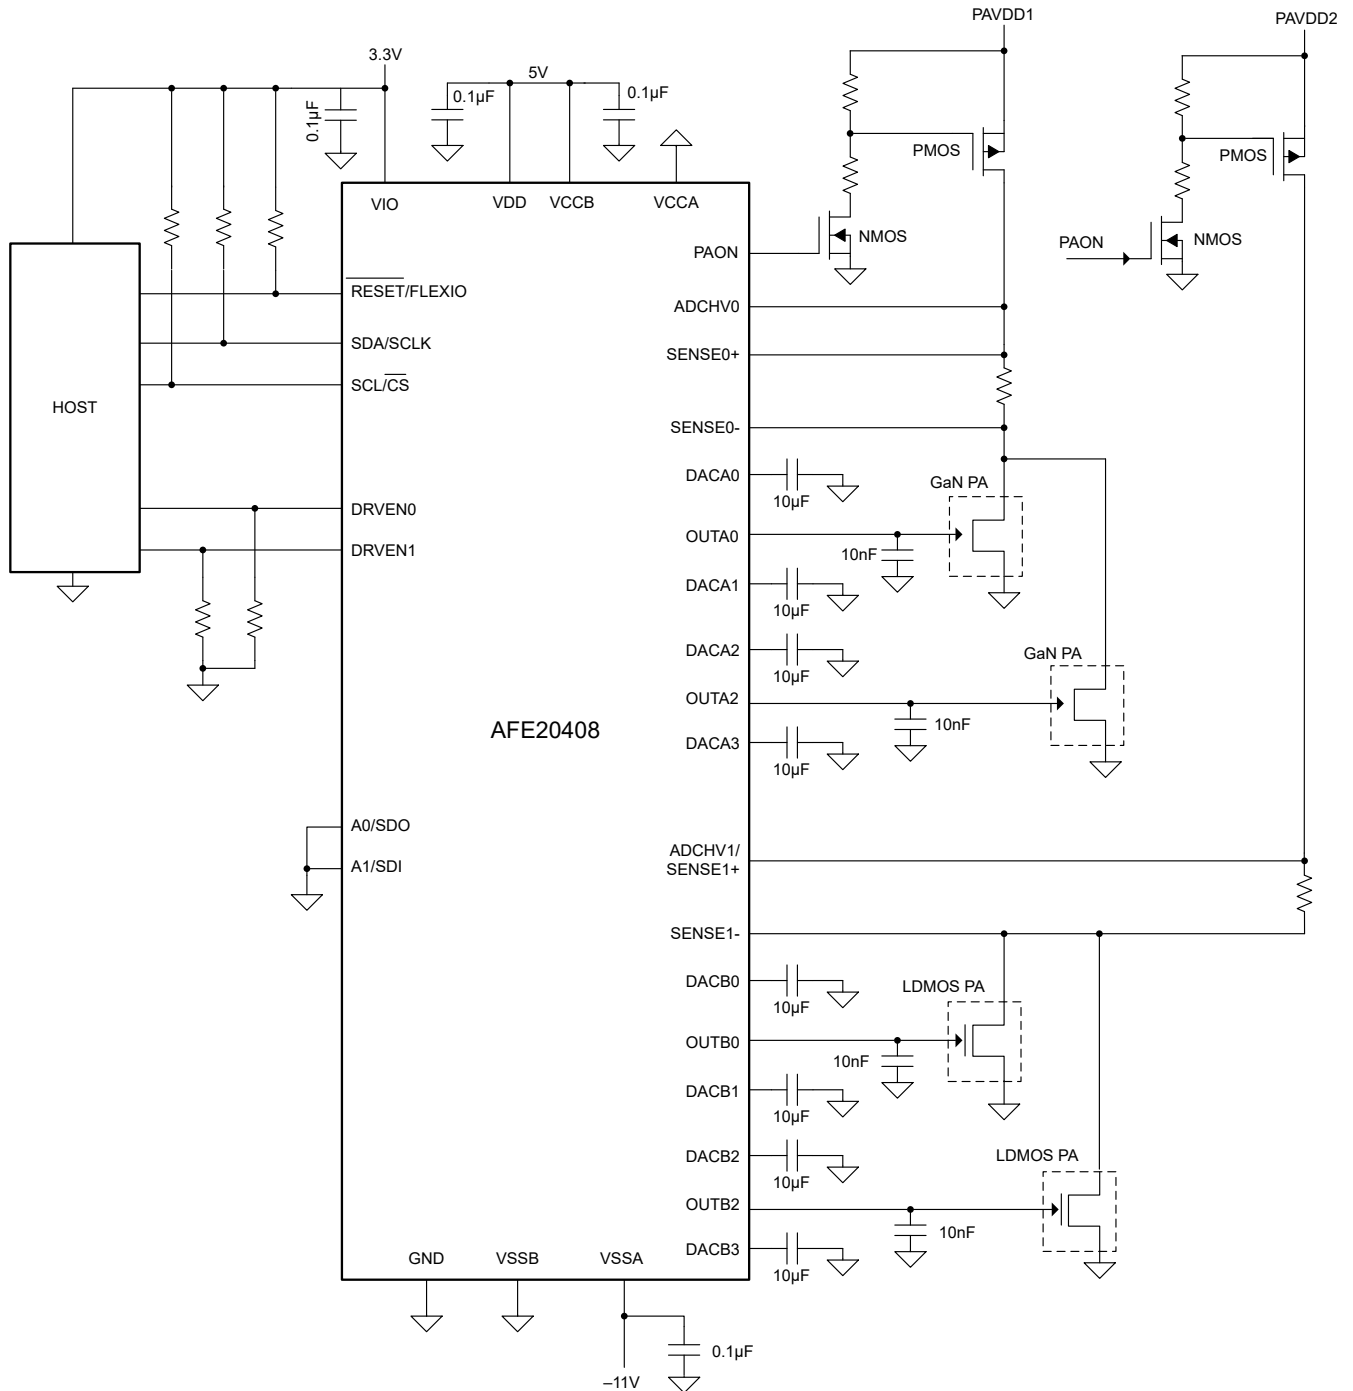 PAVDD1
PAVDD2
3.3V
5V
0.1µF
0.1µF
0.1µF
PMOS
PMOS
VIO
VDD
VCCB
VCCA
NMOS
NMOS
PAON
PAON
RESET/FLEXIO
ADCHV0
SDA/SCLK
SENSE0+
SCL/CS
HOST
SENSE0-
DACA0
10µF
GaN PA
DRVEN0
OUTA0
10nF
DRVEN1
DACA1
10µF
DACA2
10µF
GaN PA
OUTA2
10nF
AFE20408
DACA3
10µF
A0/SDO
A1/SDI
ADCHV1/
SENSE1+
SENSE1-
DACB0
10µF
LDMOS PA
OUTB0
10nF
DACB1
10µF
DACB2
10µF
LDMOS PA
OUTB2
10nF
DACB3
10µF
GND
VSSB
VSSA
0.1µF
–11V